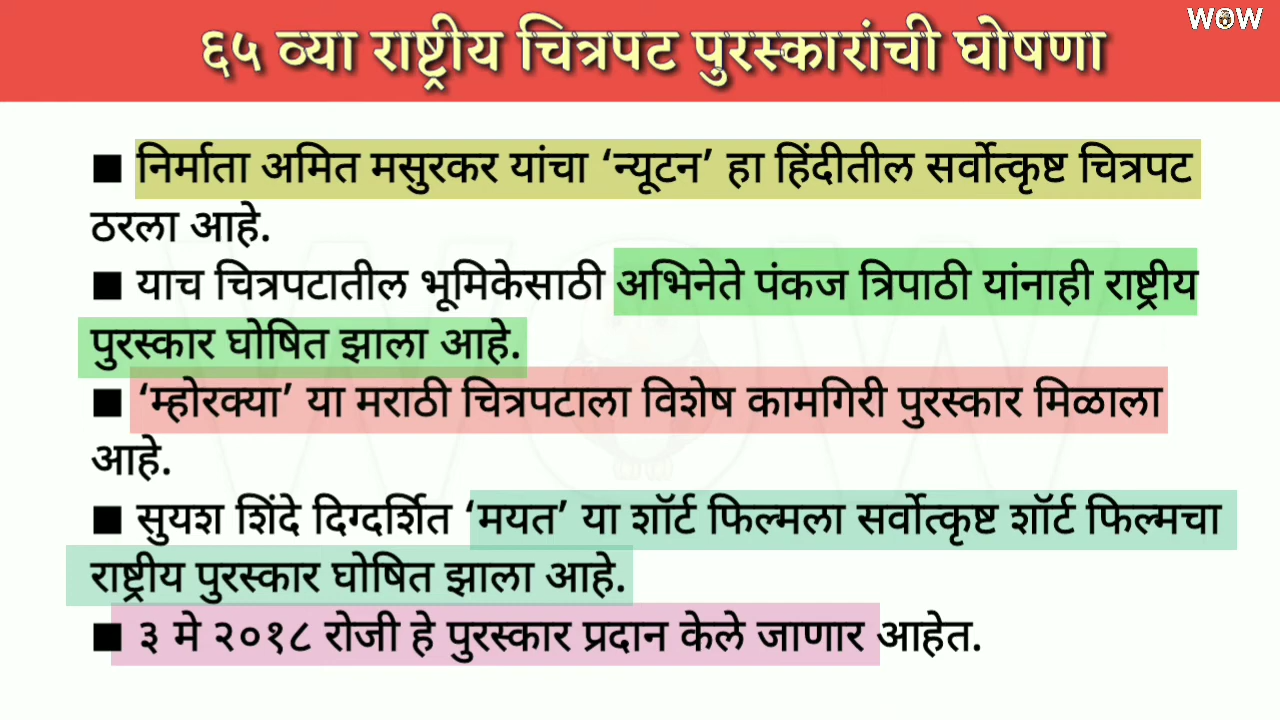 ६५ व्या राष्ट्रीय चित्रपट पुरस्कारांची घोषणा
WOW
■ निर्माता अमित मसुरकर यांचा ‘न्यूटन’ हा हिंदीतील सर्वोत्कृष्ट चित्रपट
ठरला आहे.
■ याच चित्रपटातील भूमिकेसाठी अभिनेते पंकज त्रिपाठी यांनाही राष्ट्रीय
पुरस्कार घोषित झाला आहे.
■ ‘म्होरक्या’ या मराठी चित्रपटाला विशेष कामगिरी पुरस्कार मिळाला
आहे.
■ सुयश शिंदे दिग्दर्शित ‘मयत’ या शॉर्ट फिल्मला सर्वोत्कृष्ट शॉर्ट फिल्मचा
राष्ट्रीय पुरस्कार घोषित झाला आहे.
■ ३ मे २०१८ रोजी हे पुरस्कार प्रदान केले जाणार आहेत.